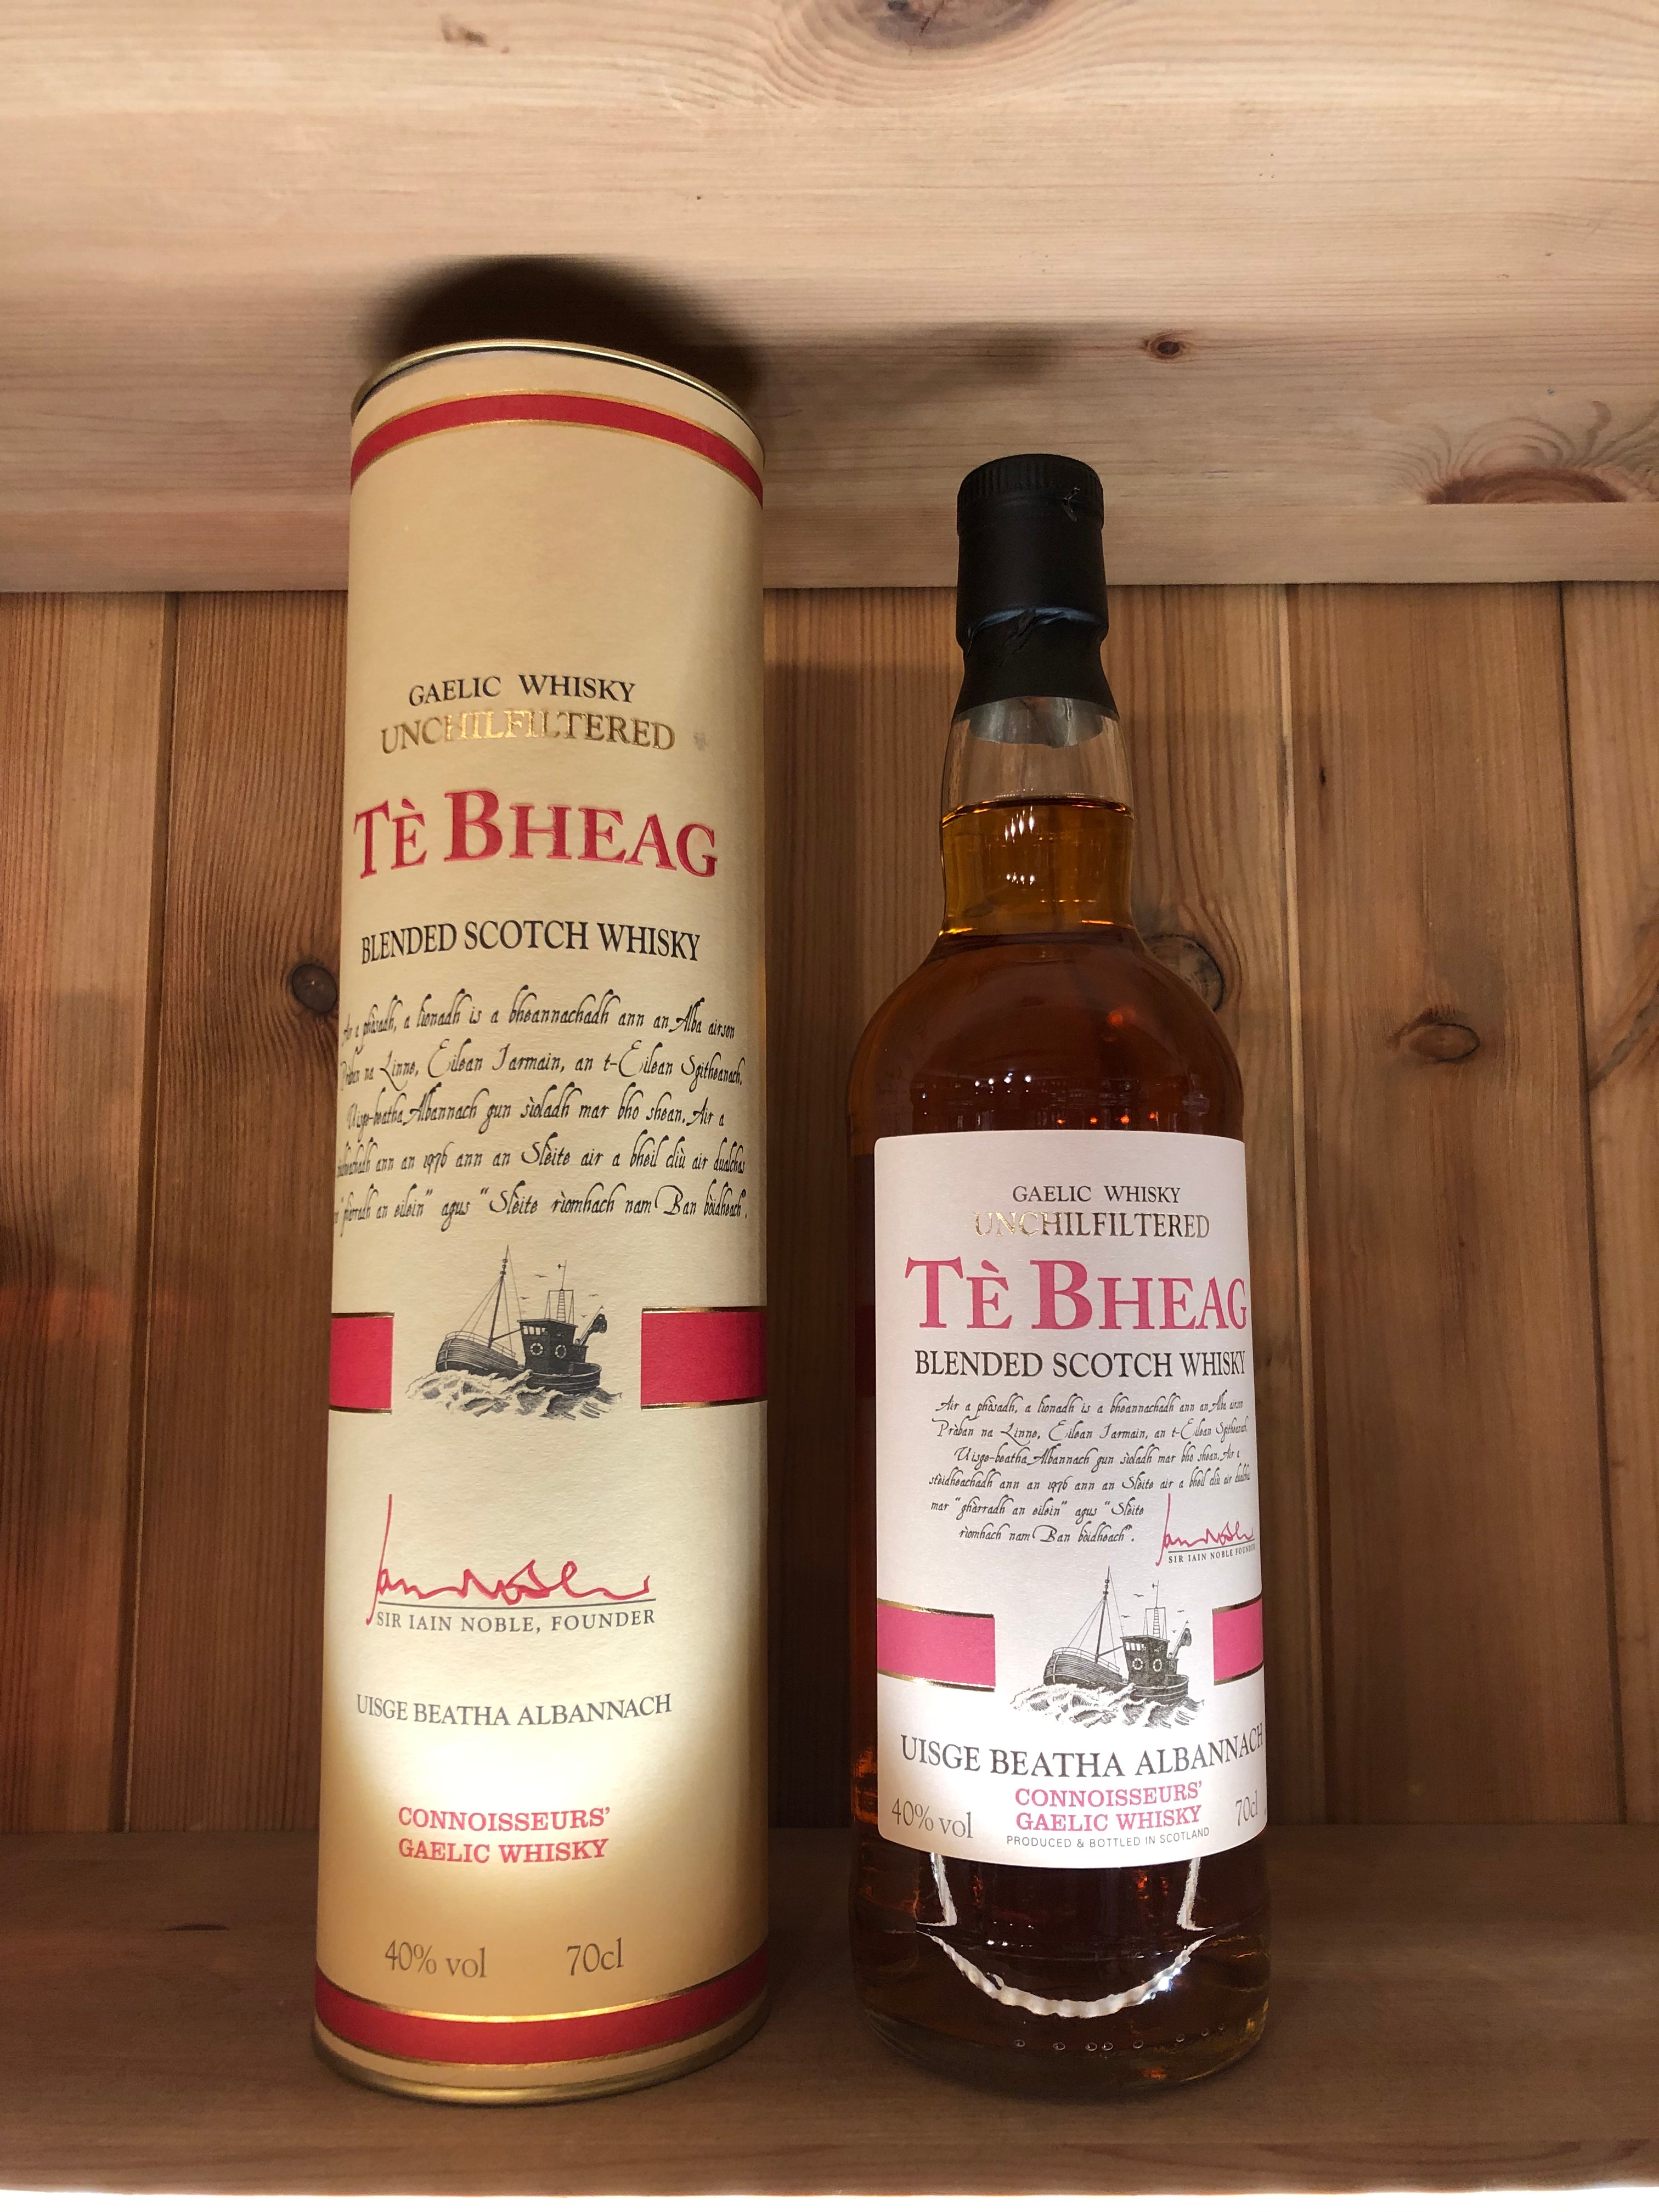 GAELIC WHISKY
UNCHILFILTERED
TÈ BHEAG
BLENDED SCOTCH WHISKY
Air a phàsadh, a lìonadh is a bheannachadh ann an Alba airson
Pràban na Linne, Eilean Iarmain, an t-Eilean Sgitheanach.
Uisge-beatha Albannach gun sìoladh mar bho shean. Air a
stèidheachadh ann an 1976 ann an Slèite air a bheil cliù air dualchas
"ghàrradh an eilein" agus "Slèite rìomhach nam Ban bòidheach".
Iain Noble
SIR IAIN NOBLE, FOUNDER
UISGE BEATHA ALBANNACH
CONNOISSEURS'
GAELIC WHISKY
40% vol 70cl
GAELIC WHISKY
UNCHILFILTERED
TÈ BHEAG
BLENDED SCOTCH WHISKY
Air a phàsadh, a lìonadh is a bheannachadh ann an Alba airson
Pràban na Linne, Eilean Iarmain, an t-Eilean Sgitheanach.
Uisge-beatha Albannach gun sìoladh mar bho shean. Air a
stèidheachadh ann an 1976 ann an Slèite air a bheil cliù air dualchas
mar "ghàrradh an eilein" agus "Slèite
rìomhach nam Ban bòidheach".
Iain Noble
SIR IAIN NOBLE FOUNDER
UISGE BEATHA ALBANNACH
CONNOISSEURS'
GAELIC WHISKY
40% vol 70cl
PRODUCED & BOTTLED IN SCOTLAND